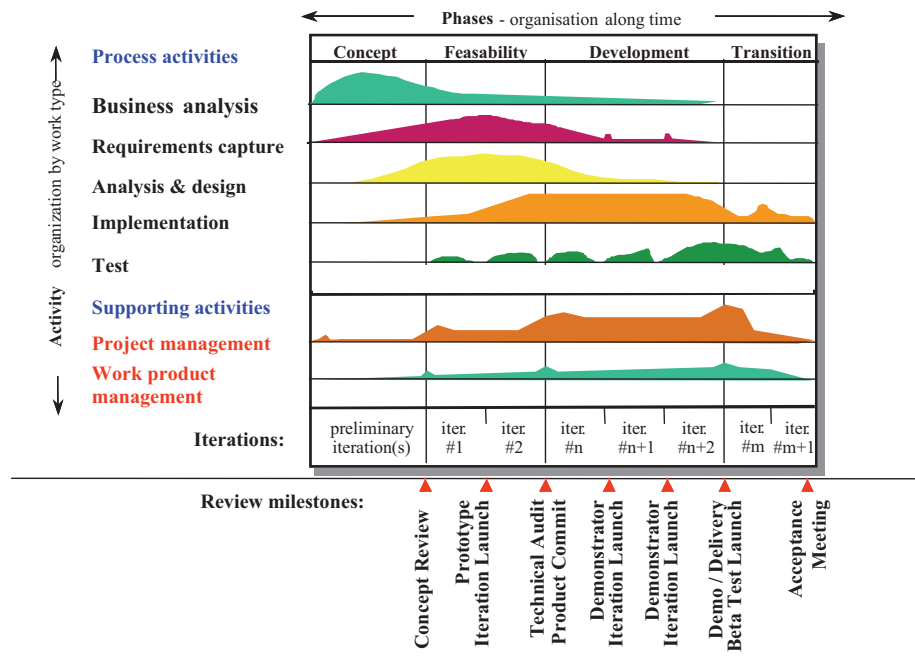 Phases - organisation along time
Concept
Feasability
Development
Transition
Activity organization by work type
Process activities
Business analysis
Requirements capture
Analysis & design
Implementation
Test
Supporting activities
Project management
Work product
management
Iterations:
preliminary
iteration(s)
iter.
#1
iter.
#2
iter.
#n
iter.
#n+1
iter.
#n+2
iter.
#m
iter.
#m+1
Review milestones:
Concept Review
Prototype
Iteration Launch
Technical Audit
Product Commit
Demonstrator
Iteration Launch
Demonstrator
Iteration Launch
Demo / Delivery
Beta Test Launch
Acceptance
Meeting